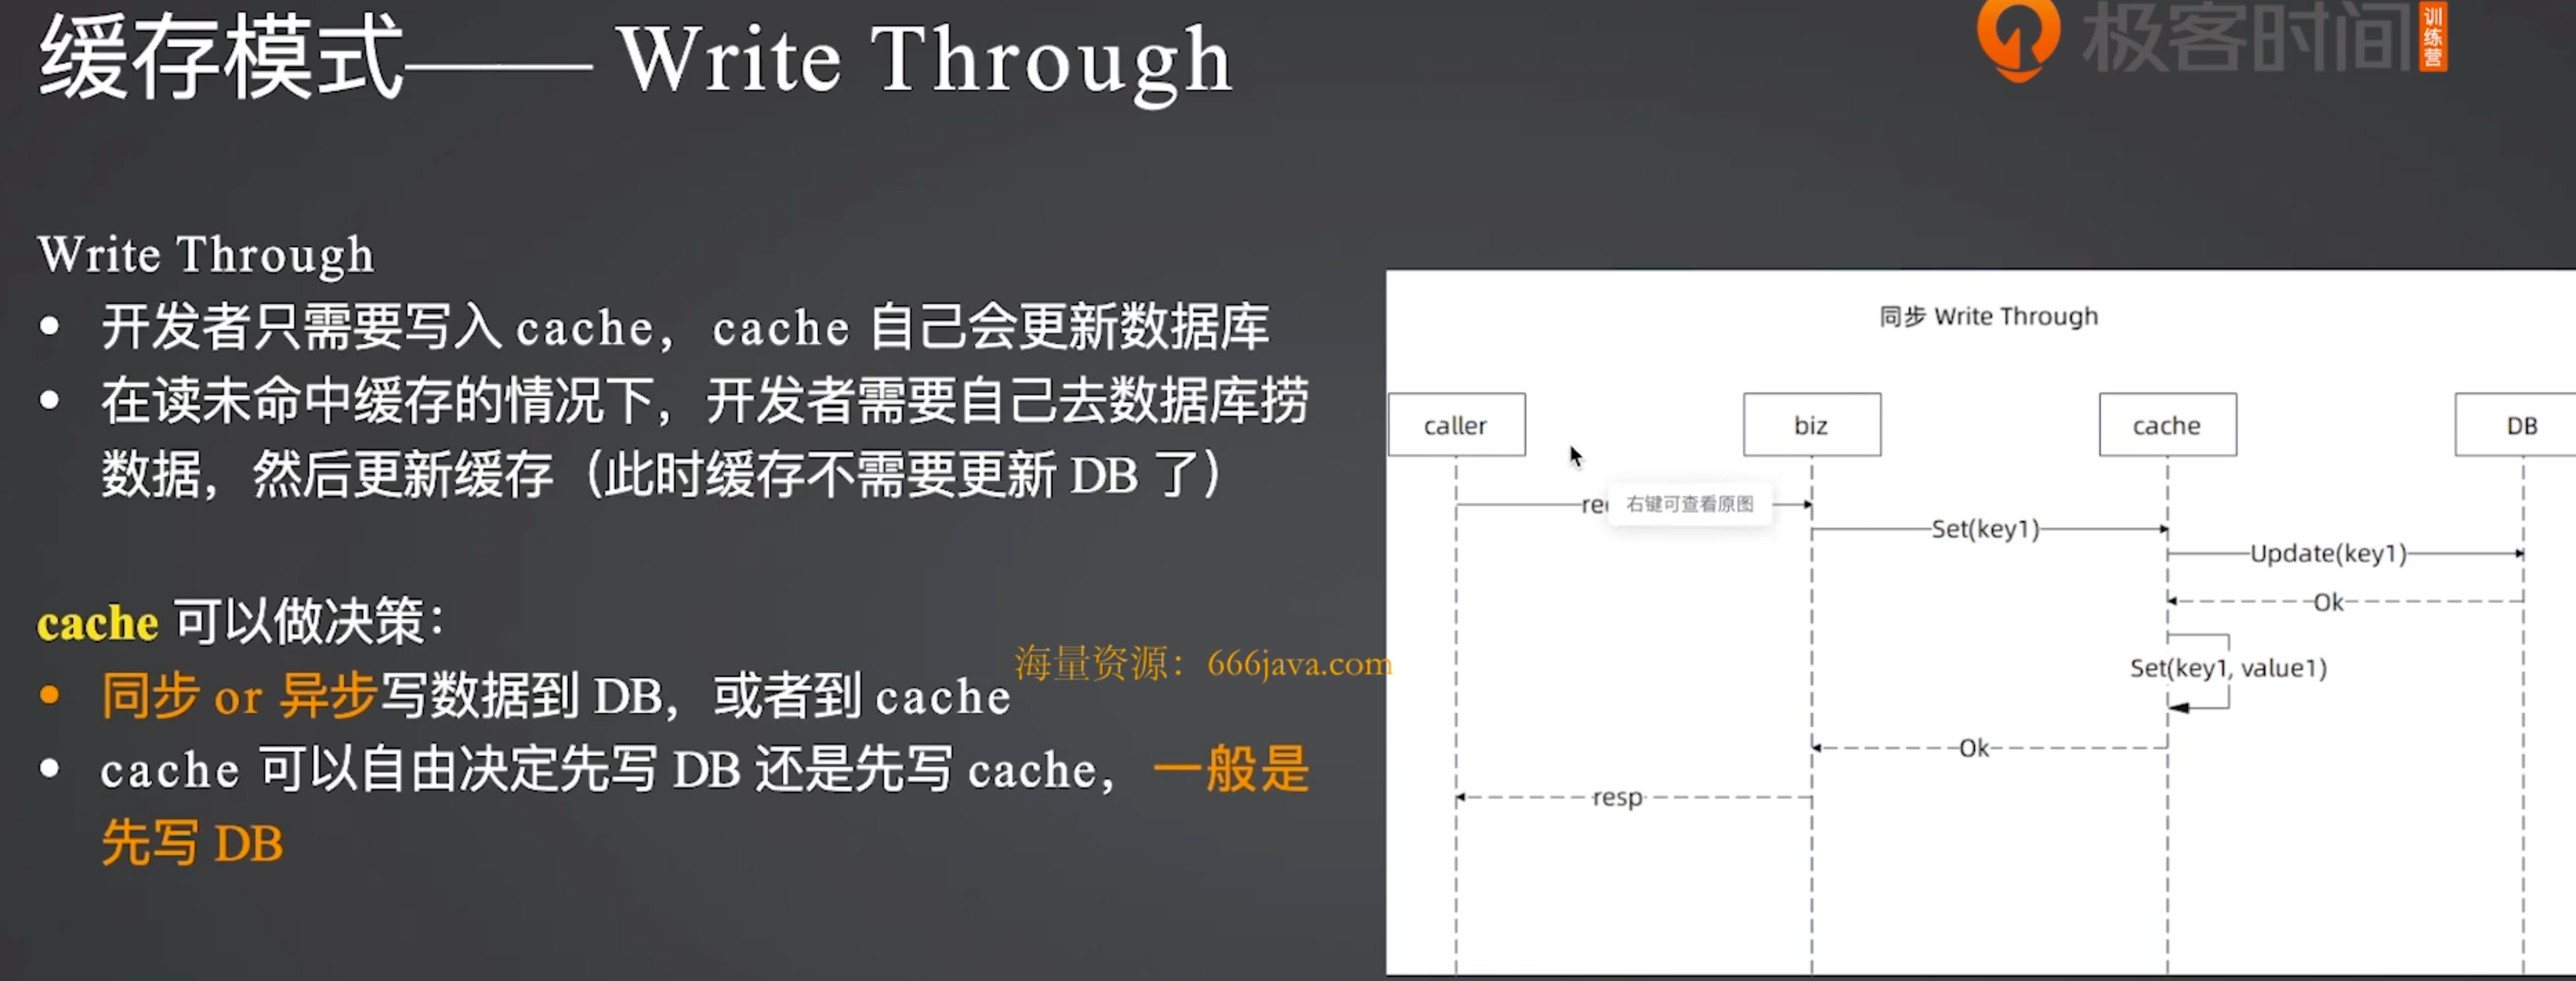 缓存模式—— Write Through
极客时间
训练营
Write Through
• 开发者只需要写入 cache，cache 自己会更新数据库
• 在读未命中缓存的情况下，开发者需要自己去数据库捞
数据，然后更新缓存（此时缓存不需要更新 DB 了）
cache 可以做决策：
• 同步 or 异步写数据到 DB，或者到 cache
• cache 可以自由决定先写 DB 还是先写 cache，一般是
先写 DB
海量资源：666java.com
同步 Write Through
caller
biz
cache
DB
右键可查看原图
Set(key1)
Update(key1)
Ok
Set(key1, value1)
Ok
resp